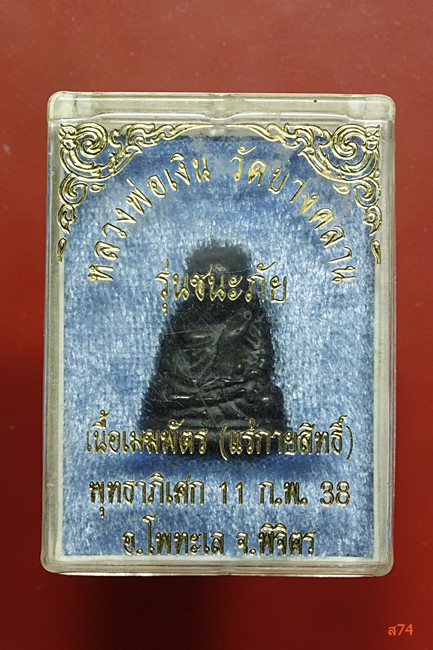 หลวงพ่อเงิน วัดบางคลาน
รุ่นชนะภัย
เนื้อเมฆพัตร (แร่กายสิทธิ์)
พุทธาภิเศก 11 ก.พ. 38
อ.โพทะเล จ.พิจิตร
ส74